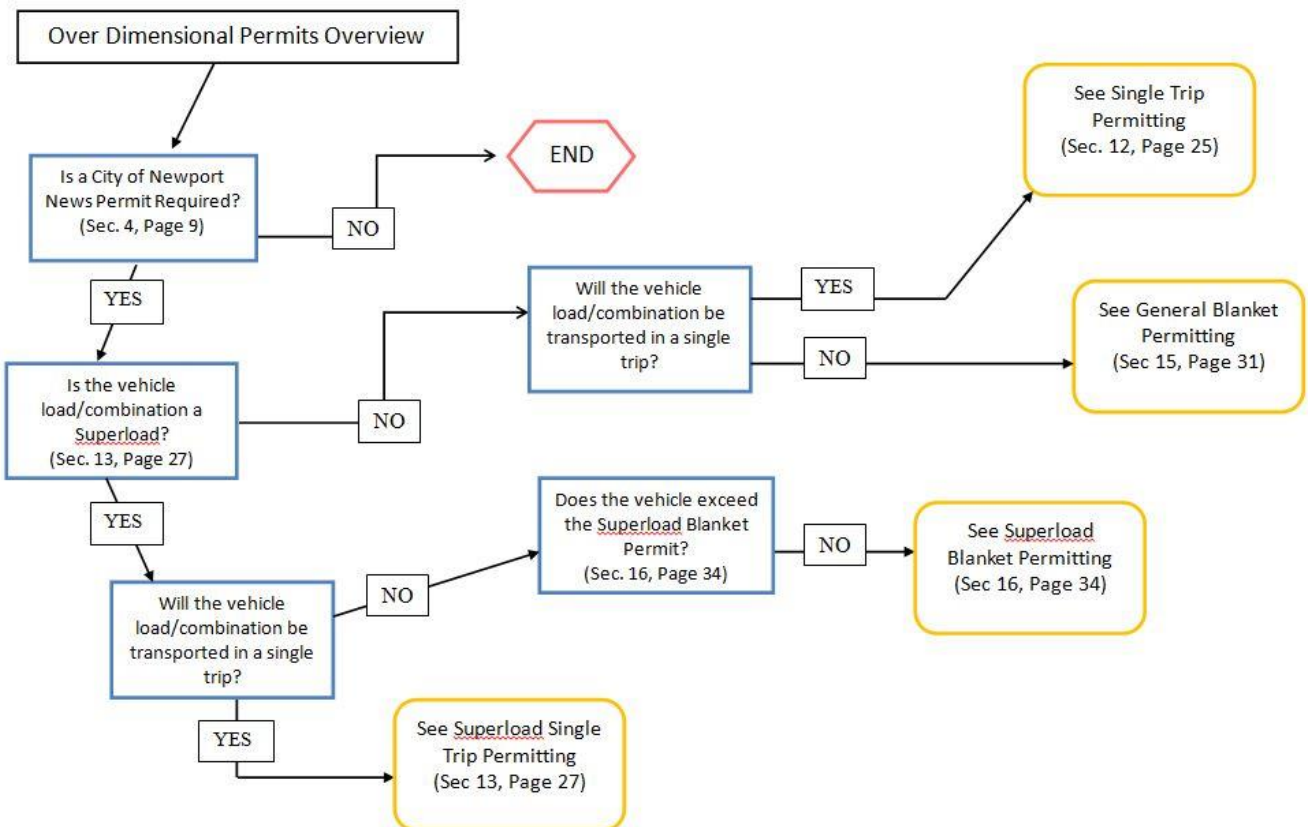 Over Dimensional Permits Overview
Is a City of Newport
News Permit Required?
(Sec. 4, Page 9)
NO
END
YES
Is the vehicle
load/combination a
Superload?
(Sec. 13, Page 27)
NO
Will the vehicle
load/combination be
transported in a single
trip?
YES
See Single Trip
Permitting
(Sec. 12, Page 25)
NO
See General Blanket
Permitting
(Sec 15, Page 31)
YES
Will the vehicle
load/combination be
transported in a single
trip?
NO
Does the vehicle exceed
the Superload Blanket
Permit?
(Sec. 16, Page 34)
NO
See Superload
Blanket Permitting
(Sec 16, Page 34)
YES
See Superload Single
Trip Permitting
(Sec 13, Page 27)